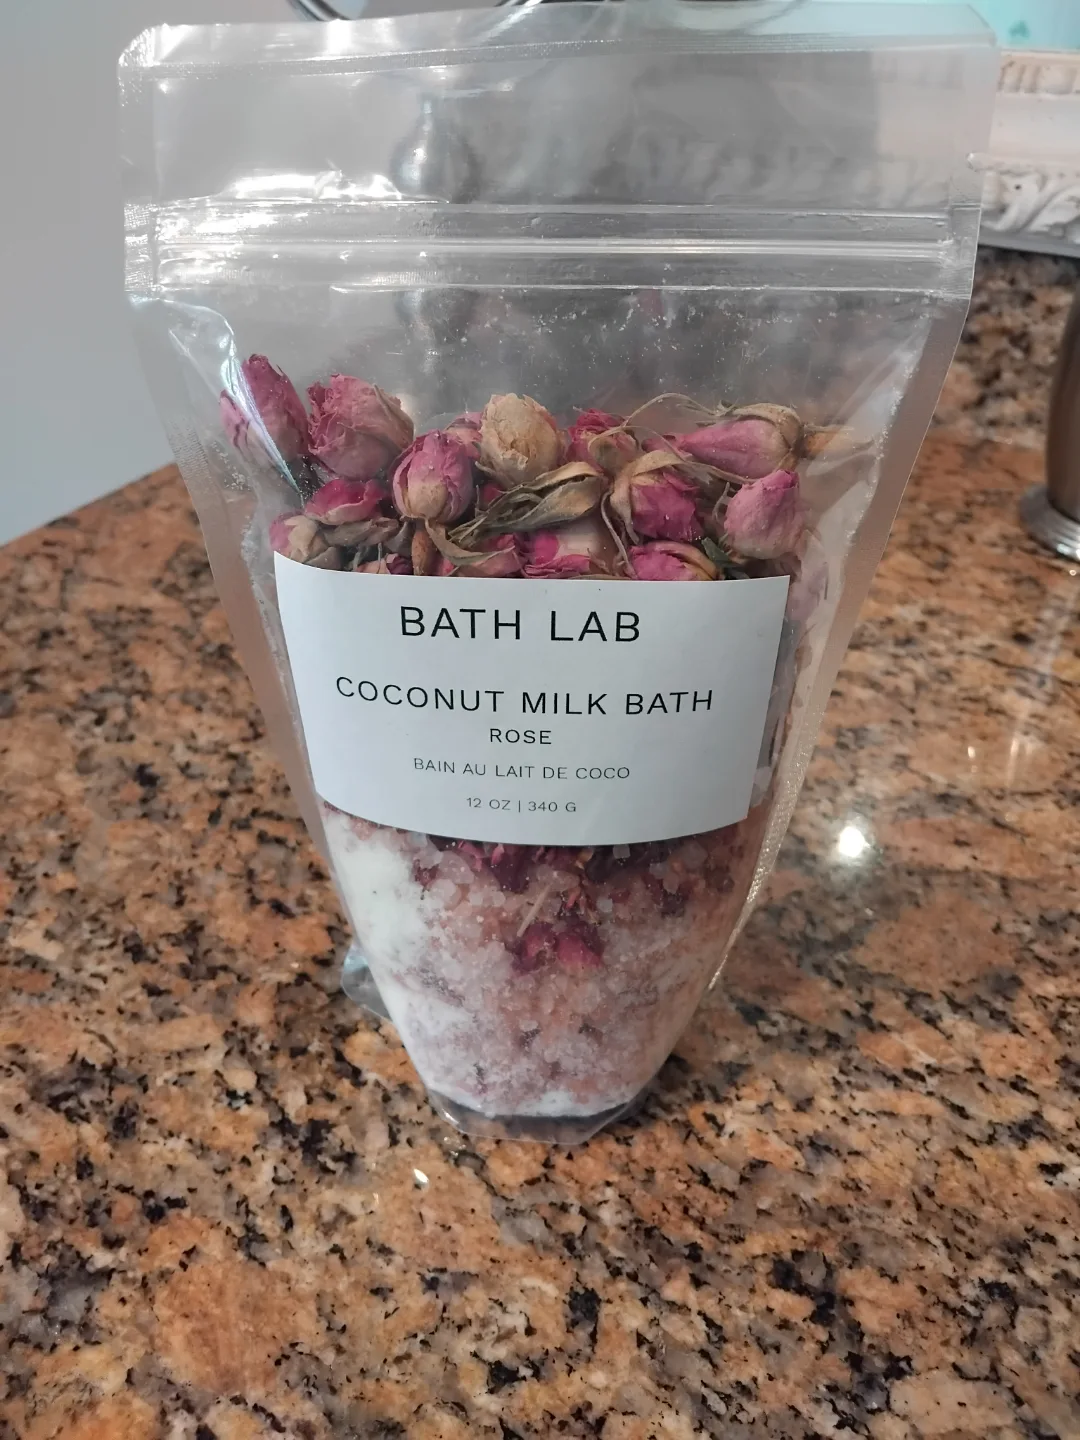 BATH LAB
COCONUT MILK BATH
ROSE
BAIN AU LAIT DE COCO
12 OZ | 340 G